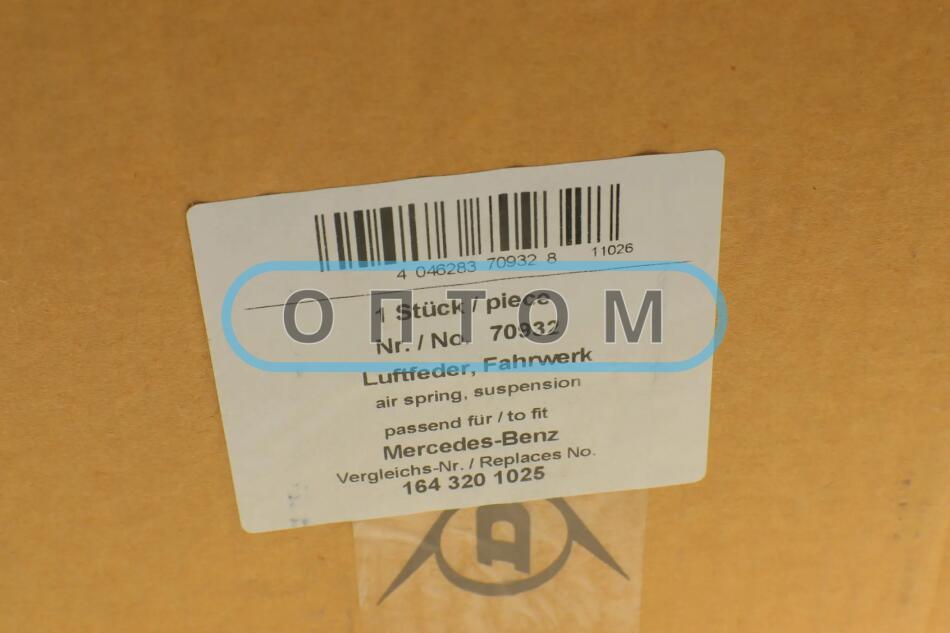 4 046283 70932 8 11026
1 Stück / piece
Nr. / No. 70932
ОПТОМ
Luftfeder, Fahrwerk
air spring, suspension
passend für / to fit
Mercedes-Benz
Vergleichs-Nr. / Replaces No.
164 320 1025